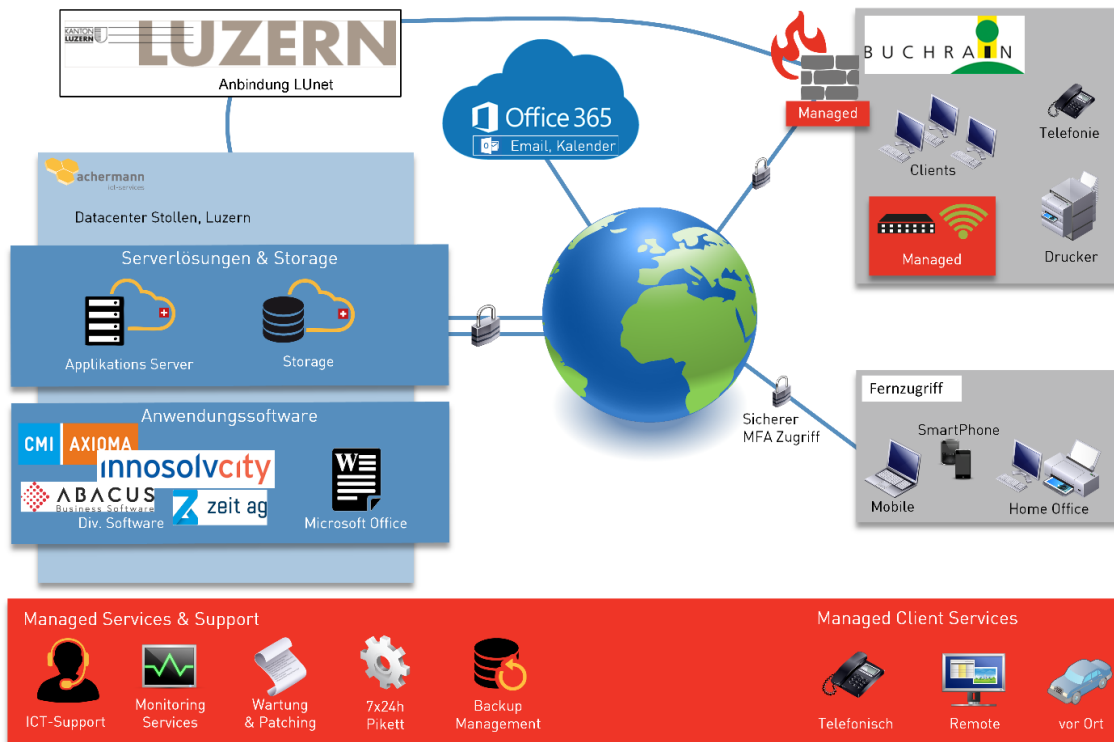 KANTON
LUZERN
LUZERN
Anbindung LUnet
Office 365
Email, Kalender
Managed
BUCHRAIN
Clients
Telefonie
Managed
Drucker
achermann
ict-services
Datacenter Stollen, Luzern
Serverlösungen & Storage
Applikations Server
Storage
Anwendungssoftware
CMI AXIOMA
innosolvcity
ABACUS
Business Software
zeit ag
Div. Software
W
Microsoft Office
Sicherer
MFA Zugriff
Fernzugriff
SmartPhone
Mobile
Home Office
Managed Services & Support
ICT-Support
Monitoring
Services
Wartung
& Patching
7x24h
Pikett
Backup
Management
Managed Client Services
Telefonisch
Remote
vor Ort